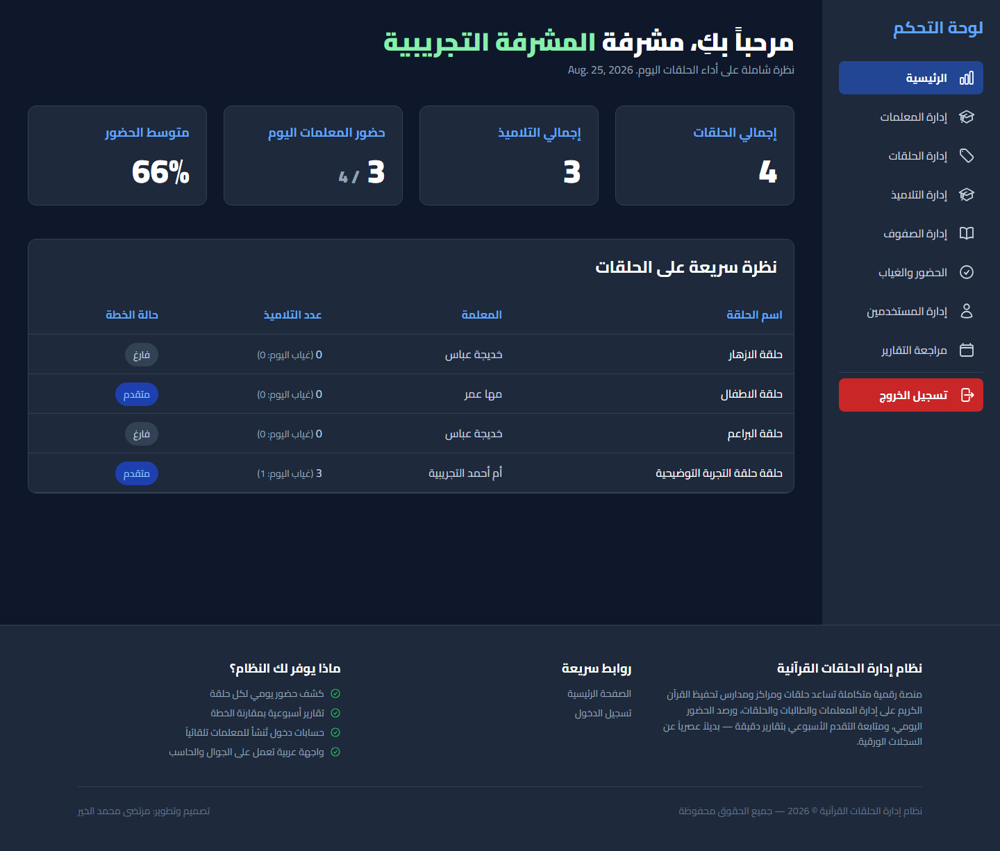 لوحة التحكم
الرئيسية
إدارة المعلمات
إدارة الحلقات
إدارة التلاميذ
إدارة الصفوف
الحضور والغياب
إدارة المستخدمين
مراجعة التقارير
تسجيل الخروج
مرحباً بكِ، مشرفة المشرفة التجريبية
نظرة شاملة على أداء الحلقات اليوم. Aug. 25, 2026
إجمالي الحلقات
4
إجمالي التلاميذ
3
حضور المعلمات اليوم
3 / 4
متوسط الحضور
66%
نظرة سريعة على الحلقات
اسم الحلقة المعلمة عدد التلاميذ حالة الخطة
حلقة الازهار خديجة عباس 0 (غياب اليوم: 0) فارغ
حلقة الاطفال مها عمر 0 (غياب اليوم: 0) متقدم
حلقة البراعم خديجة عباس 0 (غياب اليوم: 0) فارغ
حلقة حلقة التجربة التوضيحية أم أحمد التجريبية 3 (غياب اليوم: 1) متقدم
نظام إدارة الحلقات القرآنية
منصة رقمية متكاملة تساعد حلقات ومراكز ومدارس تحفيظ القرآن
الكريم على إدارة المعلمات والطالبات والحلقات، ورصد الحضور
اليومي، ومتابعة التقدم الأسبوعي بتقارير دقيقة — بديلاً عصرياً عن
السجلات الورقية.
روابط سريعة
الصفحة الرئيسية
تسجيل الدخول
ماذا يوفر لك النظام؟
كشف حضور يومي لكل حلقة
تقارير أسبوعية بمقارنة الخطة
حسابات دخول تُنشأ للمعلمات تلقائياً
واجهة عربية تعمل على الجوال والحاسب
نظام إدارة الحلقات القرآنية © 2026 — جميع الحقوق محفوظة
تصميم وتطوير: مرتضى محمد الخير